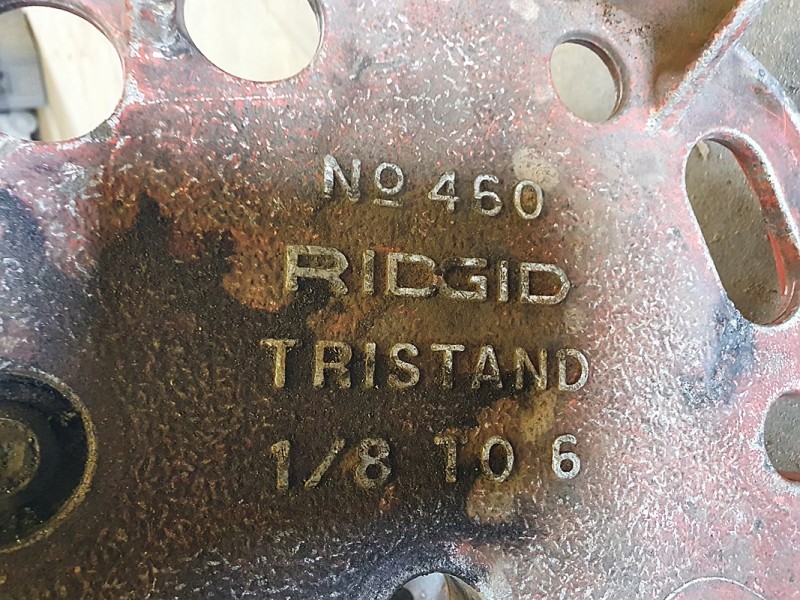 Nº 460
RIDGID
TRISTAND
1/8 TO 6